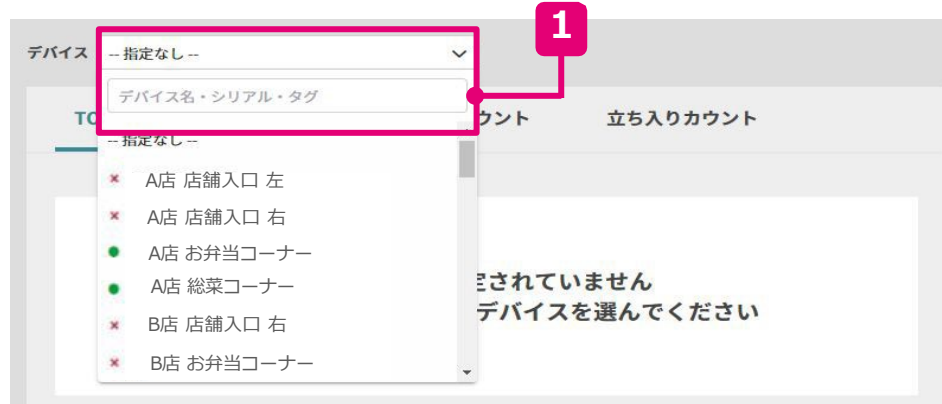 1
デバイス -- 指定なし --
デバイス名・シリアル・タグ
TO ウント 立ち入りカウント
-- 指定なし --
A店 店舗入口 左
A店 店舗入口 右
A店 お弁当コーナー
A店 総菜コーナー
定されていません
B店 店舗入口 右
デバイスを選んでください
B店 お弁当コーナー